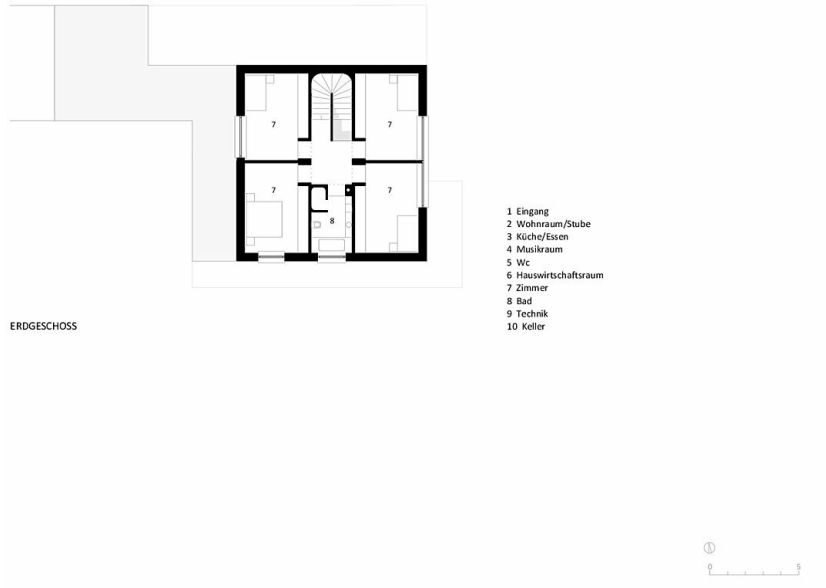 7
7
7
7
8
1 Eingang
2 Wohnraum/Stube
3 Küche/Essen
4 Musikraum
5 Wc
6 Hauswirtschaftsraum
7 Zimmer
8 Bad
9 Technik
10 Keller
ERDGESCHOSS
0 5